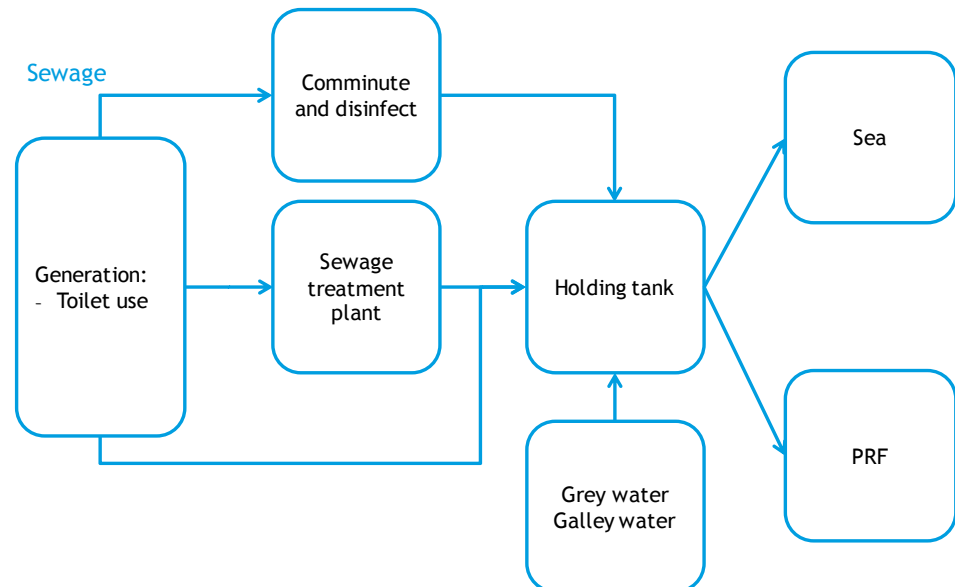 Sewage
Comminute
and disinfect
Sea
Generation:
- Toilet use
Sewage
treatment
plant
Holding tank
Grey water
Galley water
PRF